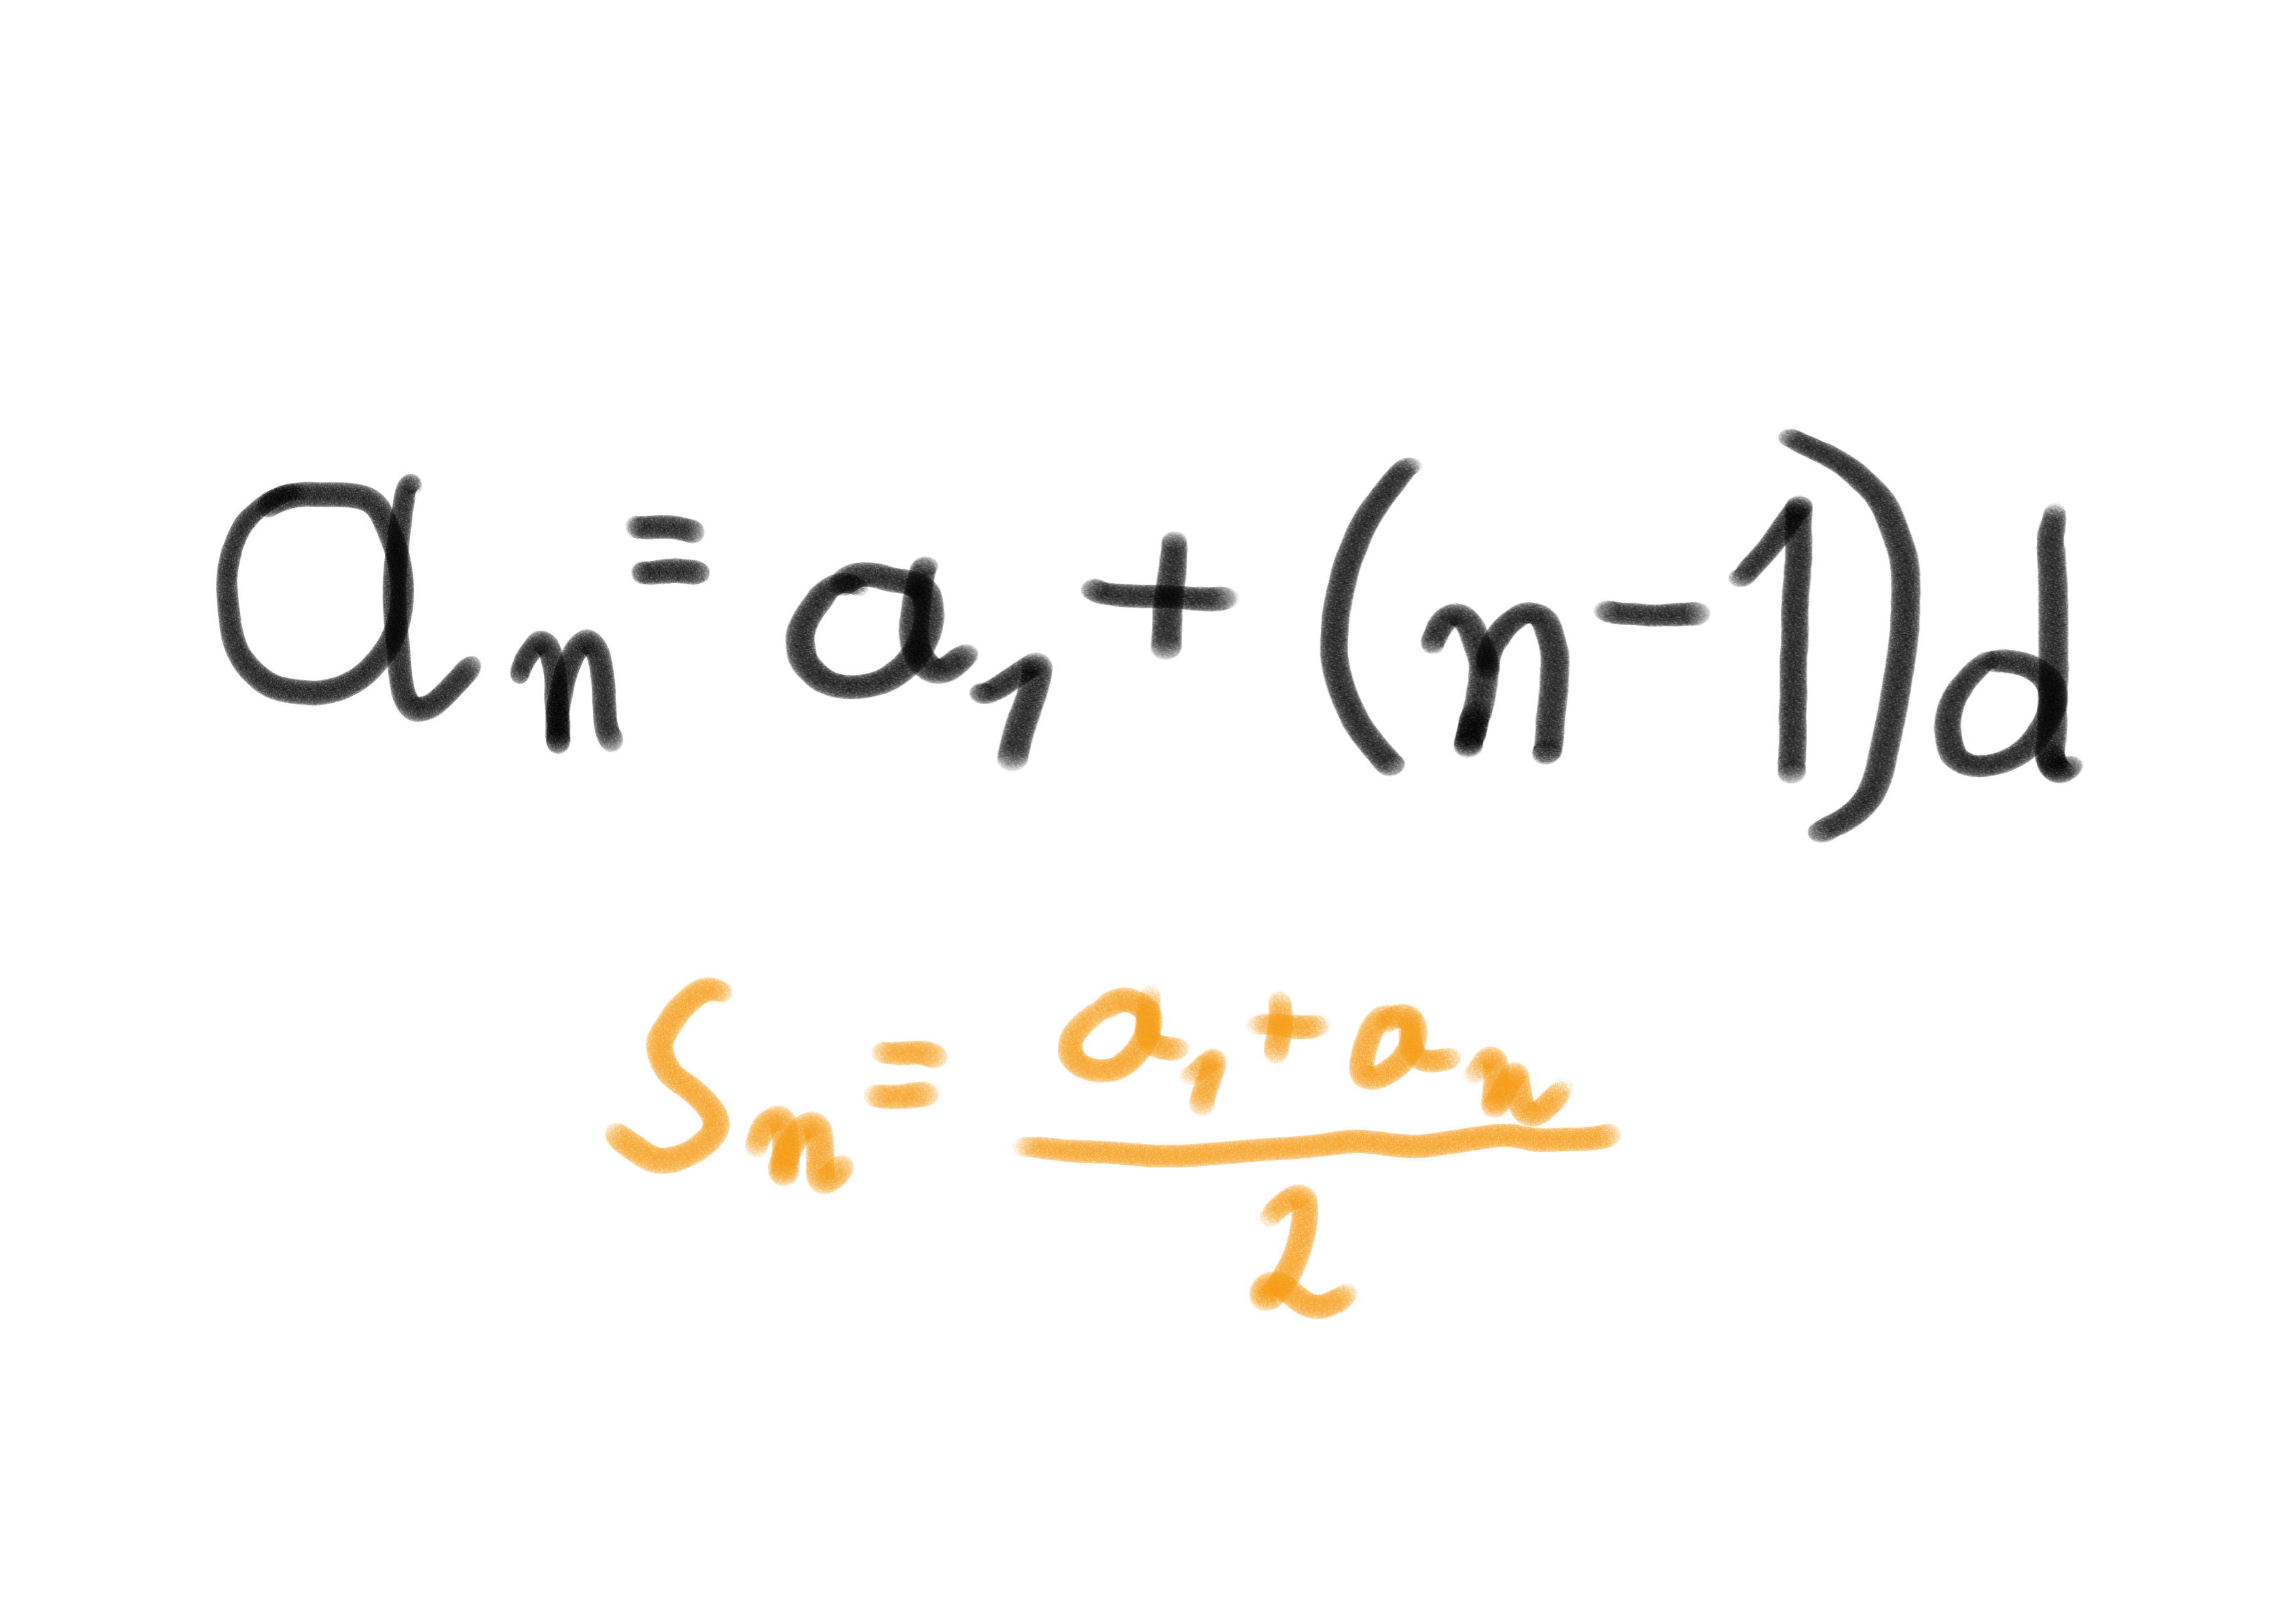 aₙ = a₁ + (n-1)d
Sₙ = (a₁+aₙ)/2